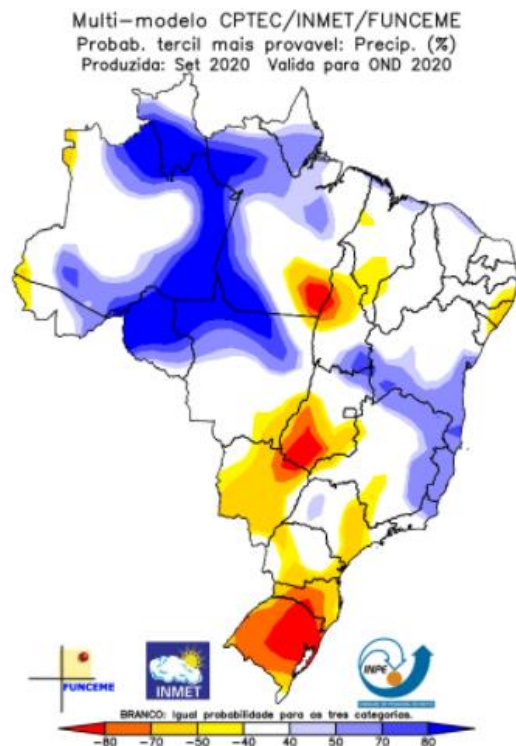 Multi-modelo CPTEC/INMET/FUNCEME
Probab. tercil mais provavel: Precip. (%)
Produzida: Set 2020 Valida para OND 2020
FUNCEME
INMET
INPE
BRANCO: Igual probabilidade para as tres categorias.
-80 -70 -50 -40 40 50 70 80